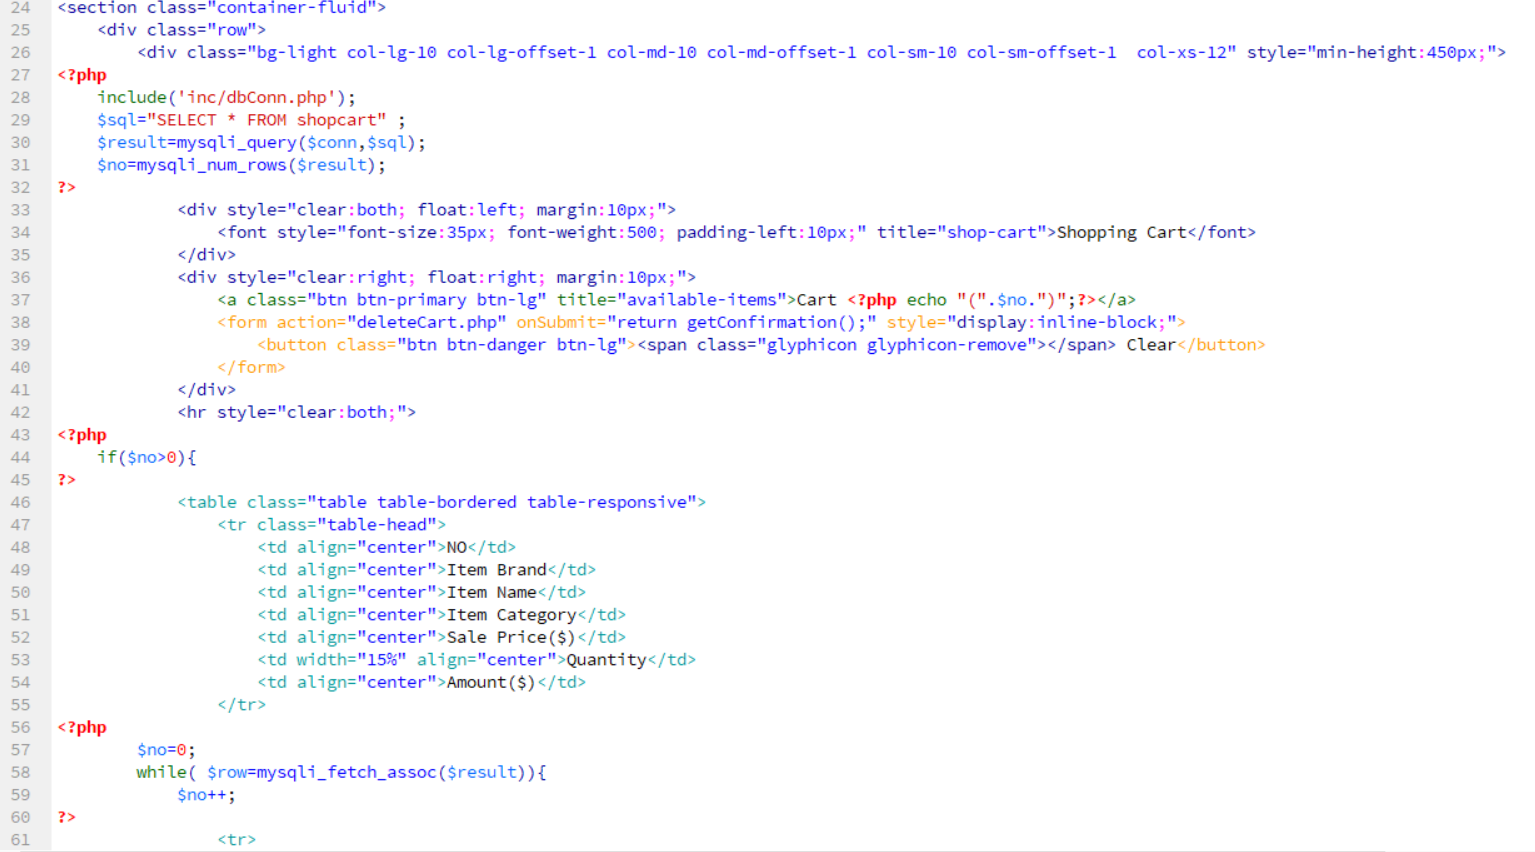 24 <section class="container-fluid">
25     <div class="row">
26         <div class="bg-light col-lg-10 col-lg-offset-1 col-md-10 col-md-offset-1 col-sm-10 col-sm-offset-1  col-xs-12" style="min-height:450px;">
27 <?php
28     include('inc/dbConn.php');
29     $sql="SELECT * FROM shopcart" ;
30     $result=mysqli_query($conn,$sql);
31     $no=mysqli_num_rows($result);
32 ?>
33             <div style="clear:both; float:left; margin:10px;">
34                 <font style="font-size:35px; font-weight:500; padding-left:10px;" title="shop-cart">Shopping Cart</font>
35             </div>
36             <div style="clear:right; float:right; margin:10px;">
37                 <a class="btn btn-primary btn-lg" title="available-items">Cart <?php echo "(".$no.")";?></a>
38                 <form action="deleteCart.php" onSubmit="return getConfirmation();" style="display:inline-block;">
39                     <button class="btn btn-danger btn-lg"><span class="glyphicon glyphicon-remove"></span> Clear</button>
40                 </form>
41             </div>
42             <hr style="clear:both;">
43 <?php
44     if($no>0){
45 ?>
46             <table class="table table-bordered table-responsive">
47                 <tr class="table-head">
48                     <td align="center">NO</td>
49                     <td align="center">Item Brand</td>
50                     <td align="center">Item Name</td>
51                     <td align="center">Item Category</td>
52                     <td align="center">Sale Price($)</td>
53                     <td width="15%" align="center">Quantity</td>
54                     <td align="center">Amount($)</td>
55                 </tr>
56 <?php
57         $no=0;
58         while( $row=mysqli_fetch_assoc($result)){
59             $no++;
60 ?>
61                 <tr>